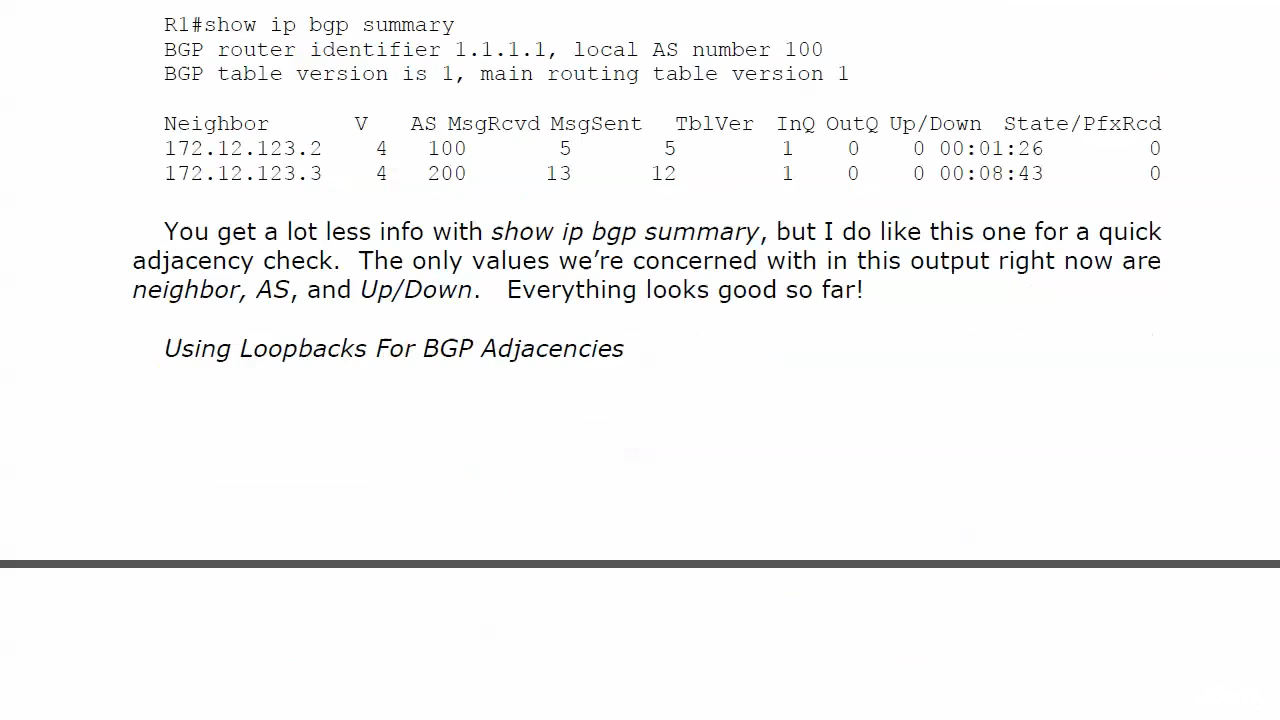 R1#show ip bgp summary
BGP router identifier 1.1.1.1, local AS number 100
BGP table version is 1, main routing table version 1
Neighbor V AS MsgRcvd MsgSent TblVer InQ OutQ Up/Down State/PfxRcd
172.12.123.2 4 100 5 5 1 0 0 00:01:26 0
172.12.123.3 4 200 13 12 1 0 0 00:08:43 0
You get a lot less info with show ip bgp summary, but I do like this one for a quick
adjacency check. The only values we’re concerned with in this output right now are
neighbor, AS, and Up/Down. Everything looks good so far!
Using Loopbacks For BGP Adjacencies